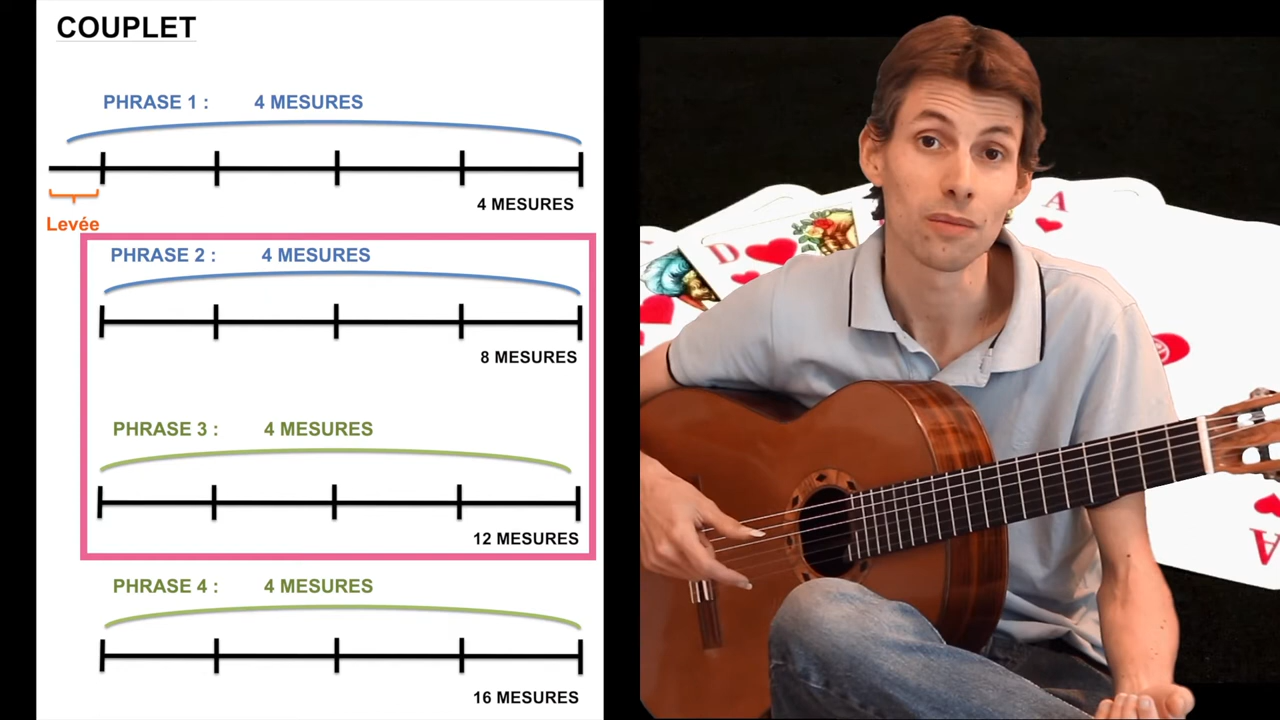 COUPLET
PHRASE 1 : 4 MESURES
4 MESURES
Levée
PHRASE 2 : 4 MESURES
8 MESURES
PHRASE 3 : 4 MESURES
12 MESURES
PHRASE 4 : 4 MESURES
16 MESURES
D
A
A